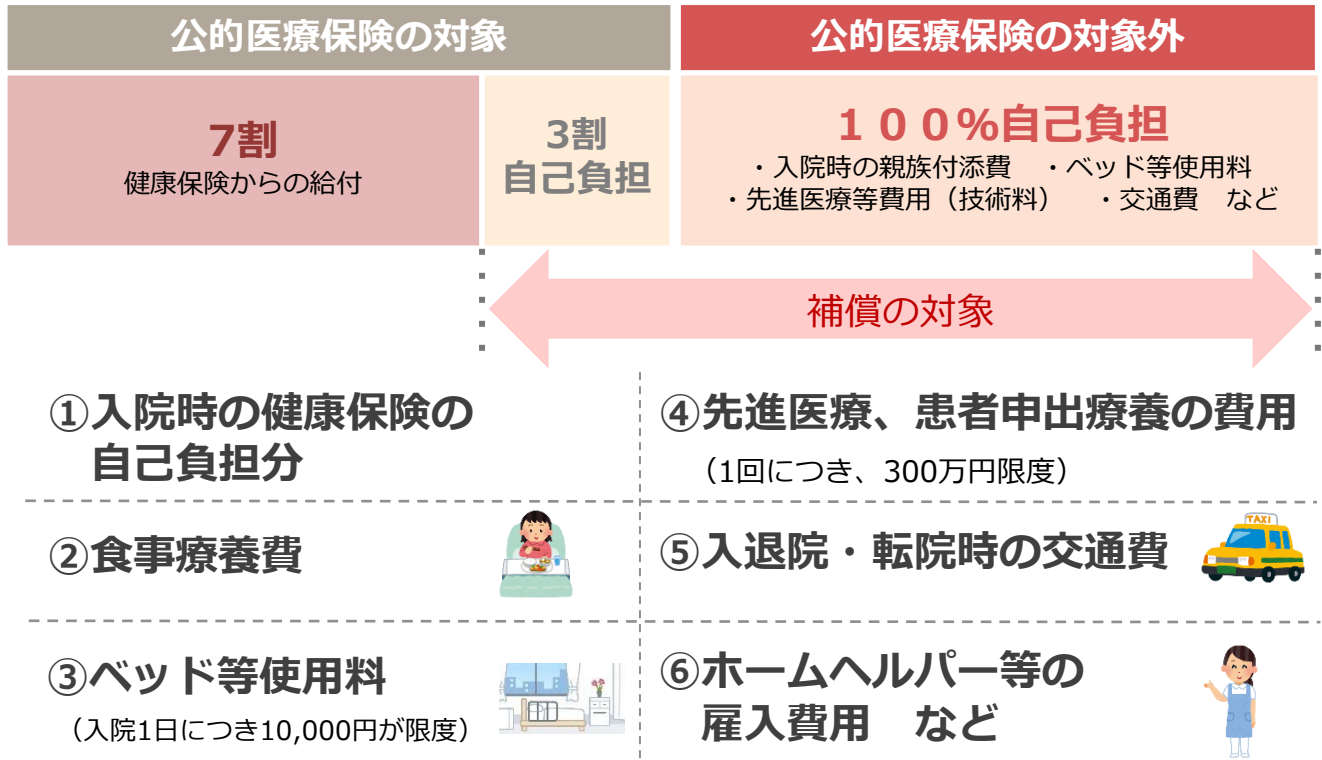 公的医療保険の対象
公的医療保険の対象外
7割
健康保険からの給付
3割
自己負担
１００%自己負担
・入院時の親族付添費　・ベッド等使用料
・先進医療等費用（技術料）　・交通費　など
補償の対象
①入院時の健康保険の
自己負担分
②食事療養費
③ベッド等使用料
（入院1日につき10,000円が限度）
④先進医療、患者申出療養の費用
（1回につき、300万円限度）
⑤入退院・転院時の交通費
TAXI
⑥ホームヘルパー等の
雇入費用　など